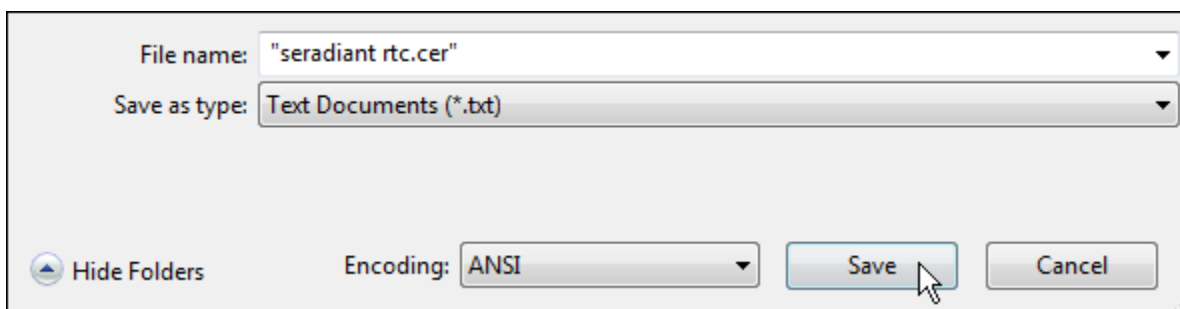 File name: "seradiant rtc.cer"
Save as type: Text Documents (*.txt)
Hide Folders Encoding: ANSI Save Cancel